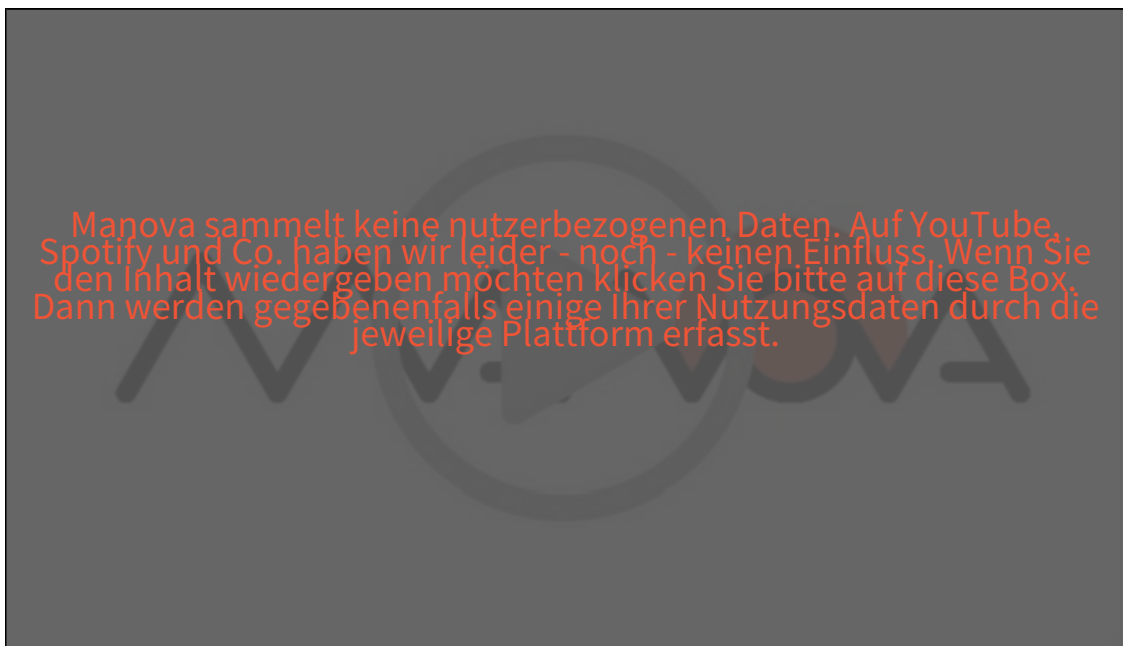 Manova sammelt keine nutzerbezogenen Daten. Auf YouTube,
Spotify und Co. haben wir leider - noch - keinen Einfluss. Wenn Sie
den Inhalt wiedergeben möchten klicken Sie bitte auf diese Box.
Dann werden gegebenenfalls einige Ihrer Nutzungsdaten durch die
jeweilige Plattform erfasst.
MANOVA